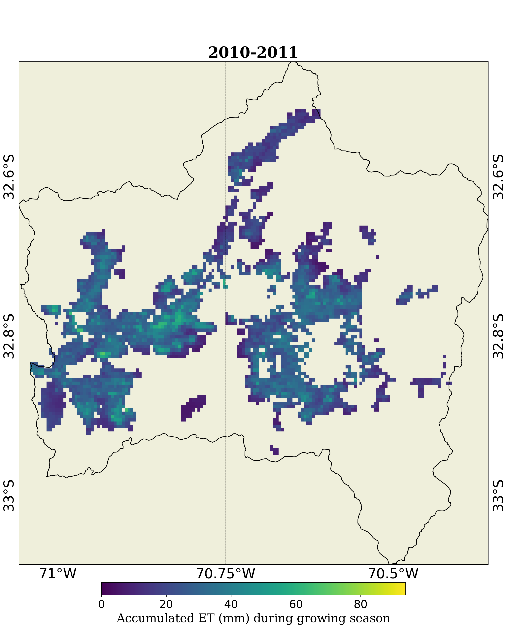 2010-2011
32.6°S
32.6°S
32.8°S
32.8°S
33°S
33°S
71°W
70.75°W
70.5°W
0
20
40
60
80
Accumulated ET (mm) during growing season